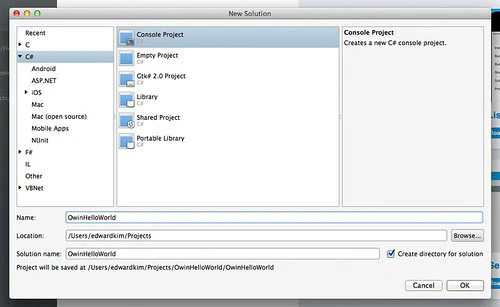 New Solution
Recent
C
C#
Android
ASP.NET
iOS
Mac
Mac (open source)
Mobile Apps
NUnit
F#
IL
Other
VBNet
Console Project
C#
Empty Project
C#
Gtk# 2.0 Project
C#
Library
C#
Shared Project
C#
Portable Library
C#
Console Project
Creates a new C# console project.
Name: OwinHelloWorld
Location: /Users/edwardkim/Projects Browse...
Solution name: OwinHelloWorld Create directory for solution
Project will be saved at /Users/edwardkim/Projects/OwinHelloWorld/OwinHelloWorld
Cancel OK